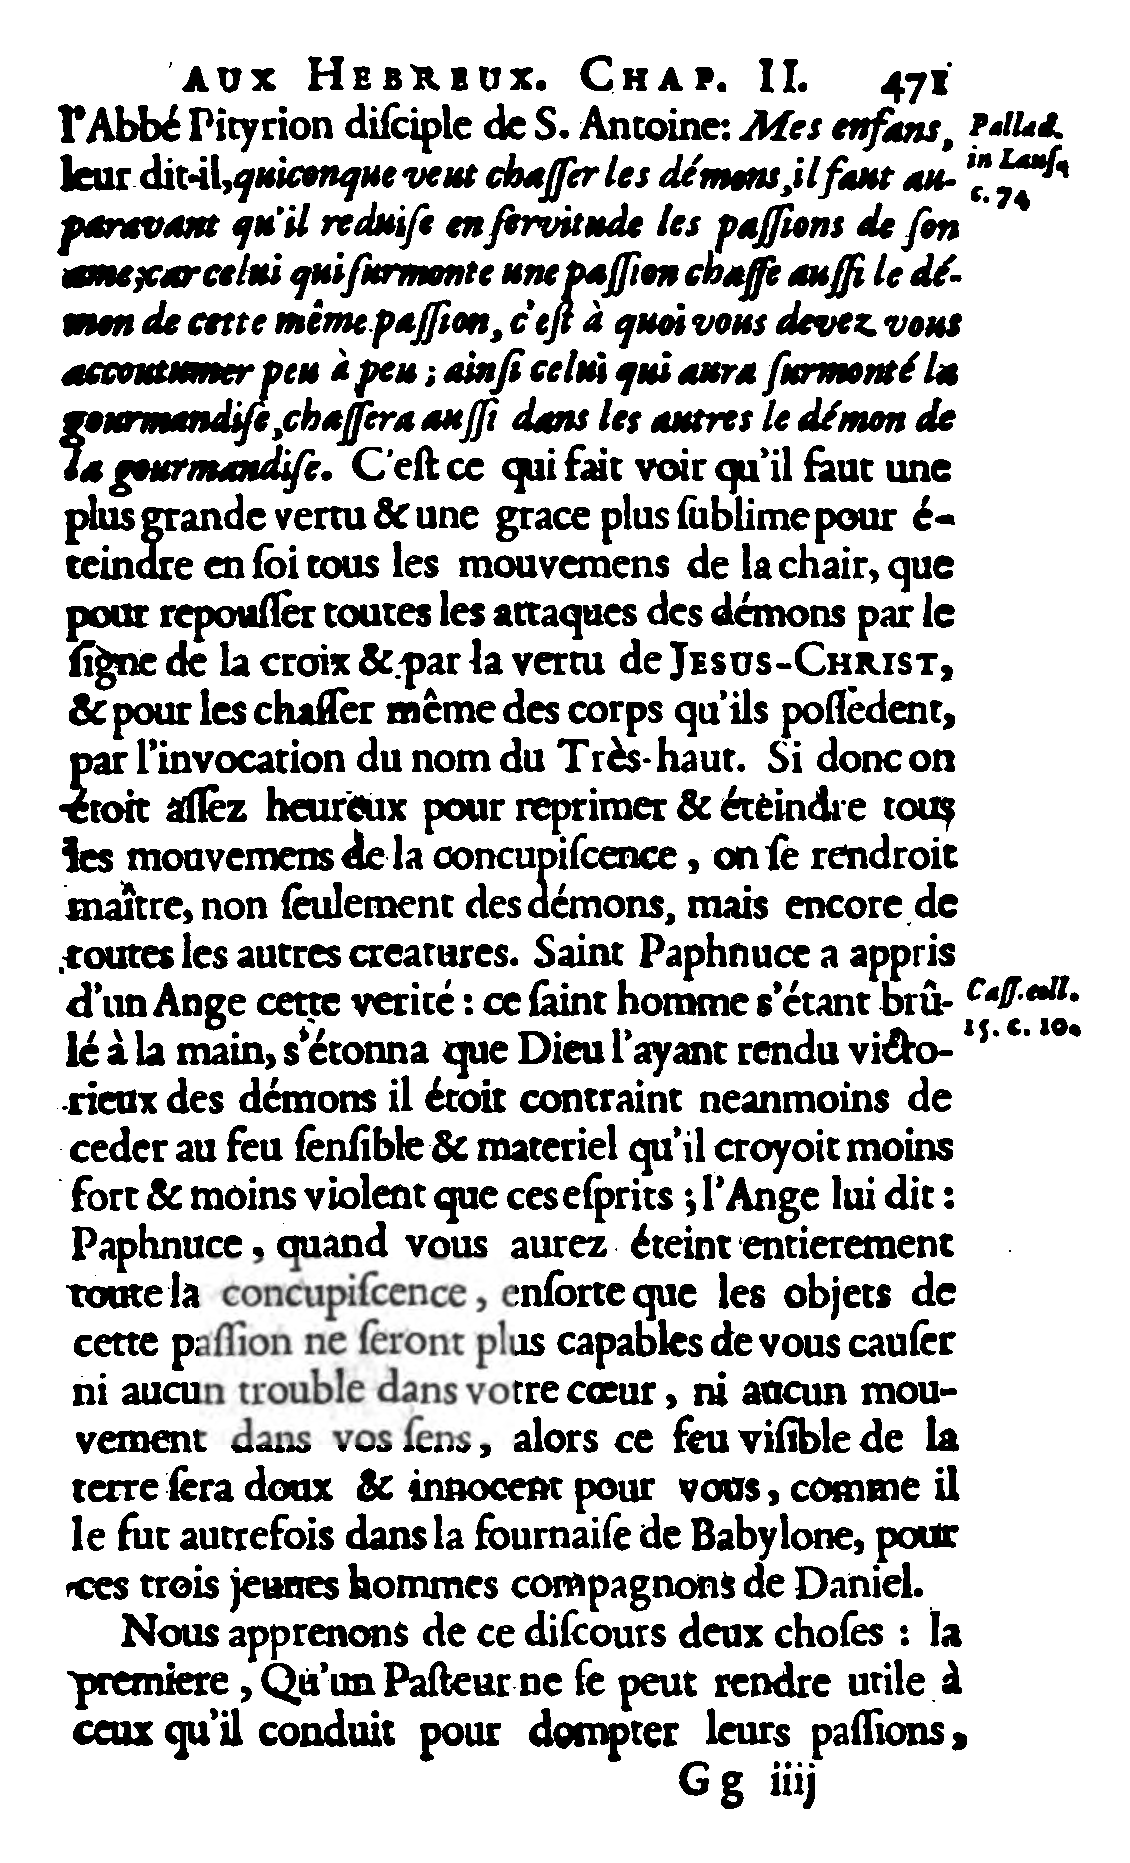 AUX HEBREUX. CHAP. II. 471
l'Abbé Pityrion diſciple de S. Antoine: Mes enfans,
Pallad.
leur dit-il, quiconque veut chaſſer les démons, il faut au-
in Lauſ,
paravant qu'il reduiſe en ſervitude les paſſions de ſon
c. 74
ame; car celui qui ſurmonte une paſſion chaſſe auſſi le dé-
mon de cette même paſſion, c'eſt à quoi vous devez vous
accoutumer peu à peu; ainſi celui qui aura ſurmonté la
gourmandiſe, chaſſera auſſi dans les autres le démon de
la gourmandiſe. C'eſt ce qui fait voir qu'il faut une
plus grande vertu & une grace plus ſublime pour é-
teindre en ſoi tous les mouvemens de la chair, que
pour repouſſer toutes les attaques des démons par le
ſigne de la croix & par la vertu de JESUS-CHRIST,
& pour les chaſſer même des corps qu'ils poſſedent,
par l'invocation du nom du Très-haut. Si donc on
étoit aſſez heureux pour reprimer & éteindre tous
les mouvemens de la concupiſcence, on ſe rendroit
maître, non ſeulement des démons, mais encore de
toutes les autres creatures. Saint Paphnuce a appris
d'un Ange cette verité: ce ſaint homme s'étant brû-
Caſſ. coll.
lé à la main, s'étonna que Dieu l'ayant rendu victo-
15. c. 10.
rieux des démons il étoit contraint neanmoins de
ceder au feu ſenſible & materiel qu'il croyoit moins
fort & moins violent que ces eſprits; l'Ange lui dit:
Paphnuce, quand vous aurez éteint entierement
toute la concupiſcence, enſorte que les objets de
cette paſſion ne ſeront plus capables de vous cauſer
ni aucun trouble dans votre cœur, ni aucun mou-
vement dans vos ſens, alors ce feu viſible de la
terre ſera doux & innocent pour vous, comme il
le fut autrefois dans la fournaiſe de Babylone, pour
ces trois jeunes hommes compagnons de Daniel.
Nous apprenons de ce diſcours deux choſes: la
premiere, Qu'un Paſteur ne ſe peut rendre utile à
ceux qu'il conduit pour dompter leurs paſſions,
G g iiij